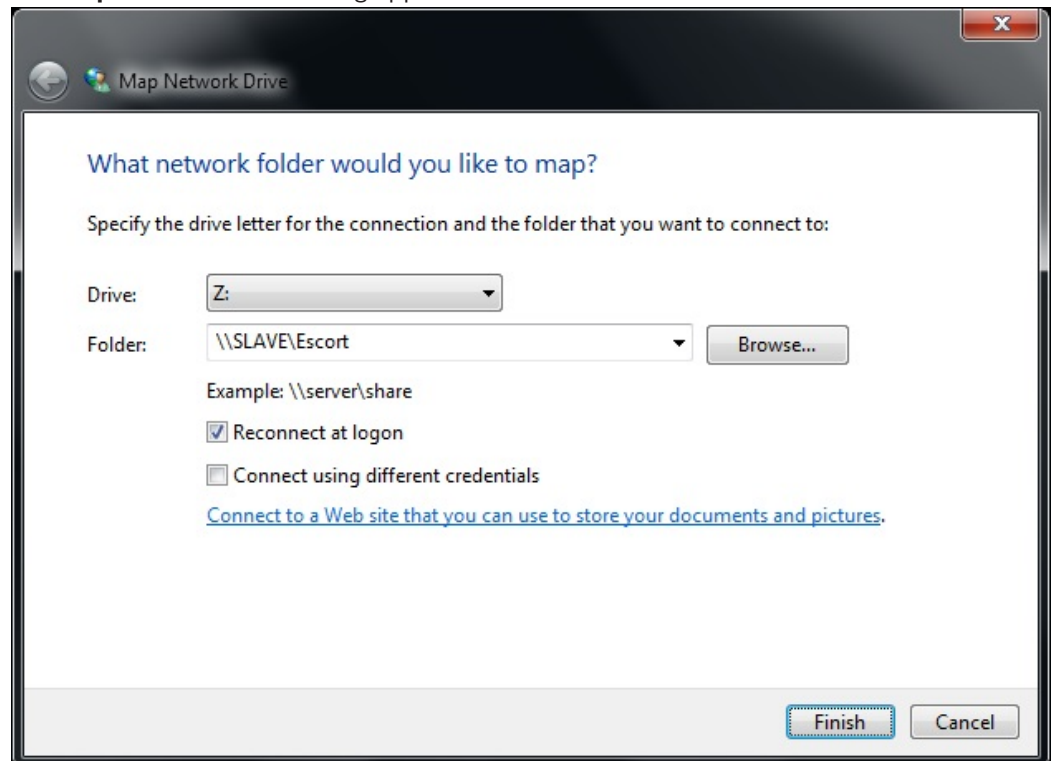 X
Map Network Drive
What network folder would you like to map?
Specify the drive letter for the connection and the folder that you want to connect to:
Drive: Z:
Folder: \\SLAVE\Escort Browse...
Example: \\server\share
Reconnect at logon
Connect using different credentials
Connect to a Web site that you can use to store your documents and pictures.
Finish Cancel